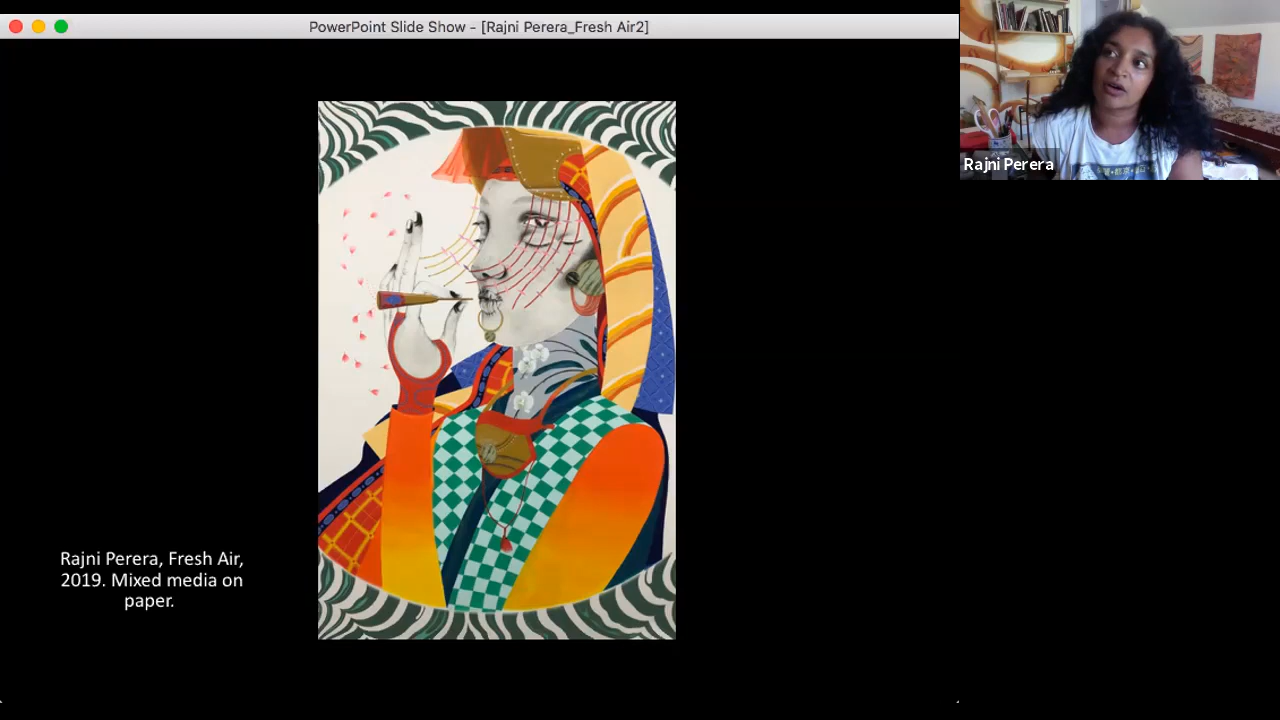 PowerPoint Slide Show - [Rajni Perera_Fresh Air2]
Rajni Perera
Rajni Perera, Fresh Air,
2019. Mixed media on
paper.